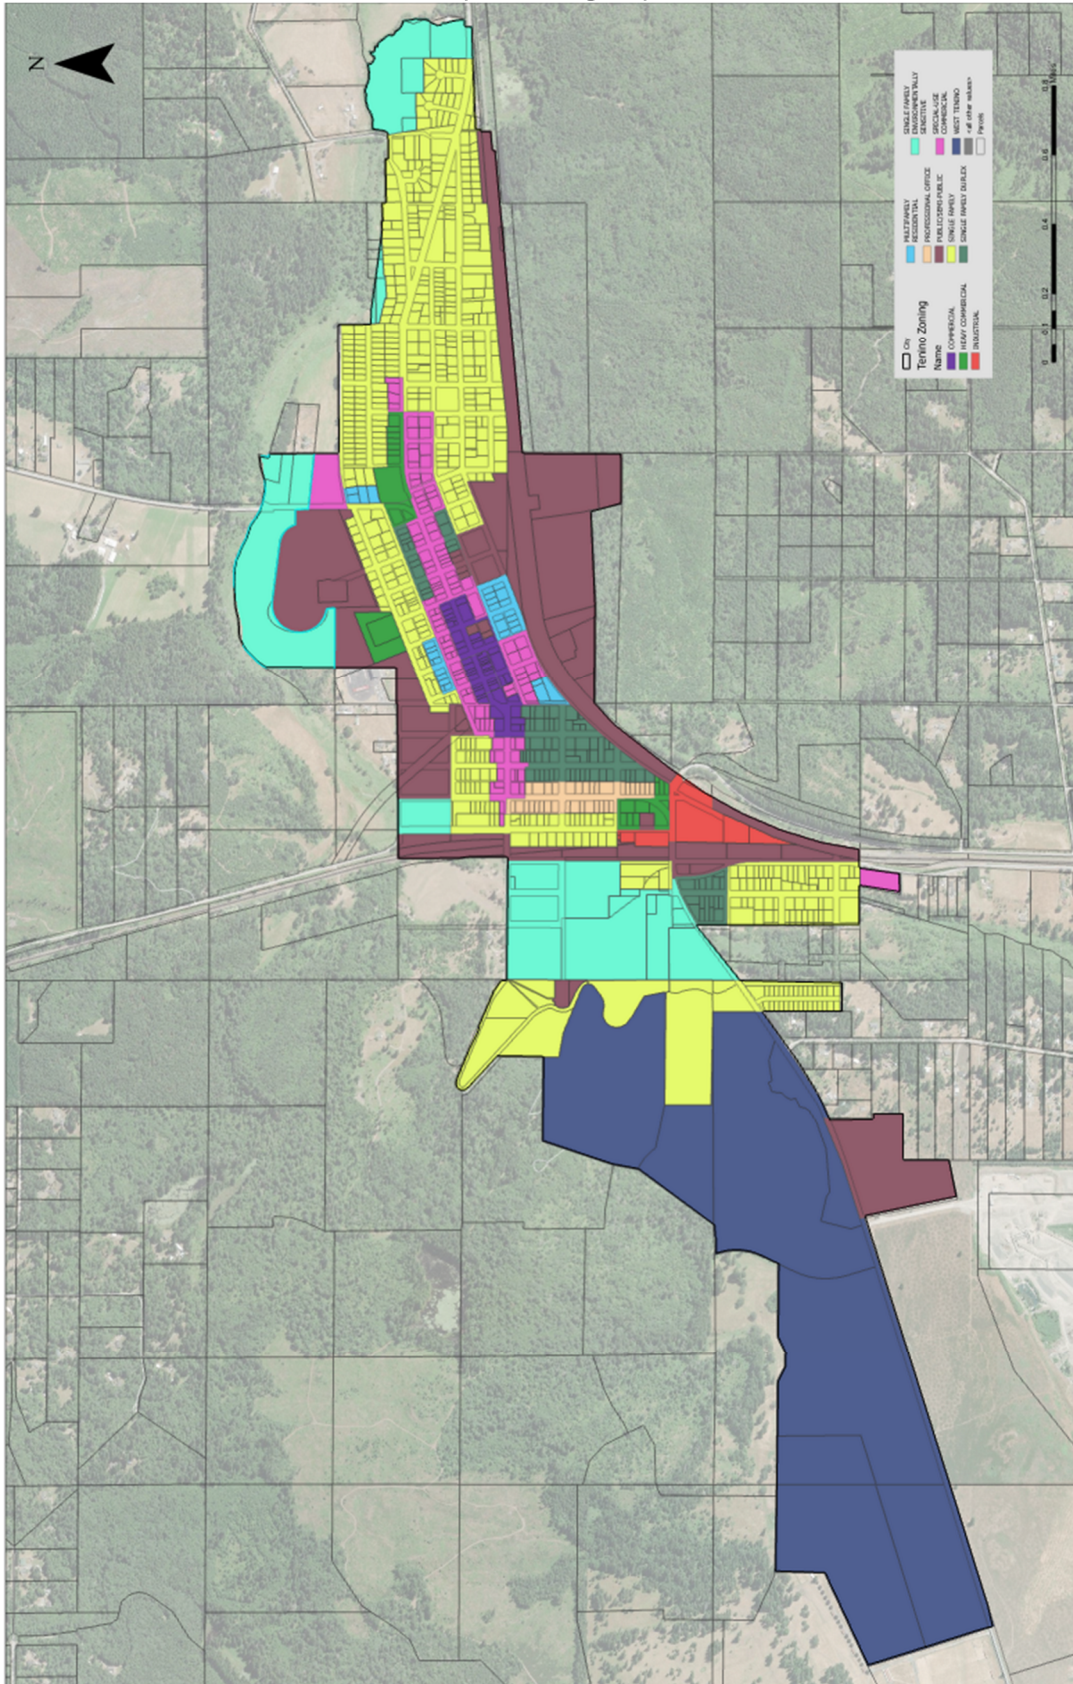 N
City
Tenino Zoning
Name
COMMERCIAL
HEAVY COMMERCIAL
INDUSTRIAL
MULTIFAMILY
RESIDENTIAL
PROFESSIONAL OFFICE
PUBLIC/SEMI-PUBLIC
SINGLE FAMILY
SINGLE FAMILY DUPLEX
SINGLE FAMILY
ENVIRONMENTALLY
SENSITIVE
SPECIAL-USE
COMMERCIAL
WEST TENINO
<all other values>
Parcels
0 0.1 0.2 0.4 0.6 0.8
Miles